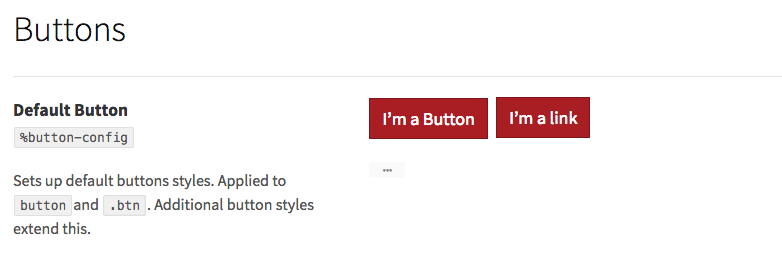 Buttons
Default Button
%button-config
Sets up default buttons styles. Applied to
button and .btn . Additional button styles
extend this.
I'm a Button
I'm a link
•••